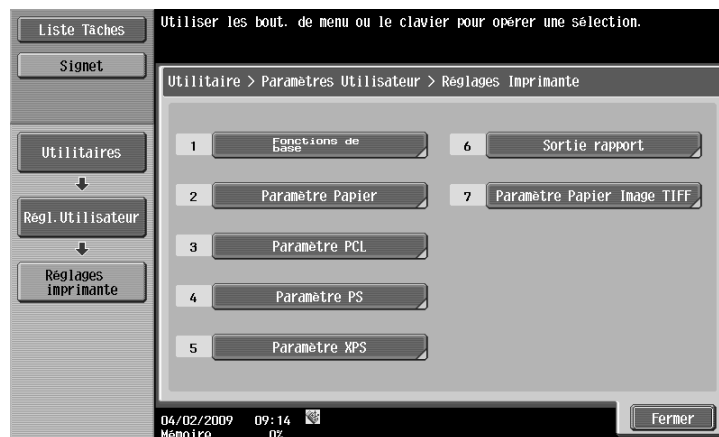 Liste Tâches
Utiliser les bout. de menu ou le clavier pour opérer une sélection.
Signet
Utilitaire > Paramètres Utilisateur > Réglages Imprimante
Utilitaires
Régl.Utilisateur
Réglages
imprimante
1 Fonctions de
base
2 Paramètre Papier
3 Paramètre PCL
4 Paramètre PS
5 Paramètre XPS
6 Sortie rapport
7 Paramètre Papier Image TIFF
04/02/2009 09:14
Mémoire 0%
Fermer